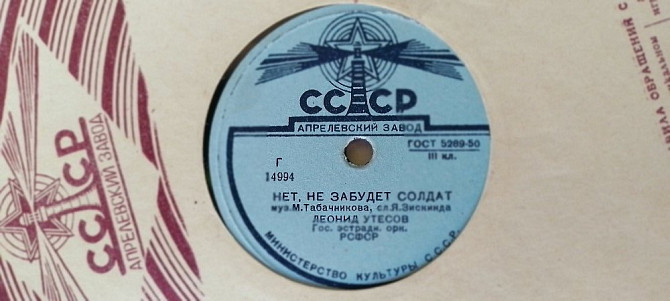 СССР
АПРЕЛЕВСКИЙ ЗАВОД
ГОСТ 5289-50
III кл.
Г
14994
НЕТ, НЕ ЗАБУДЕТ СОЛДАТ
муз. М. Табачникова, сл. Я. Зискинда
ЛЕОНИД УТЕСОВ
Гос. эстрадн. орк.
РСФСР
МИНИСТЕРСТВО КУЛЬТУРЫ СССР
СССР
АПРЕЛЕВСКИЙ ЗАВОД
ОБРАЩЕНИЯ С